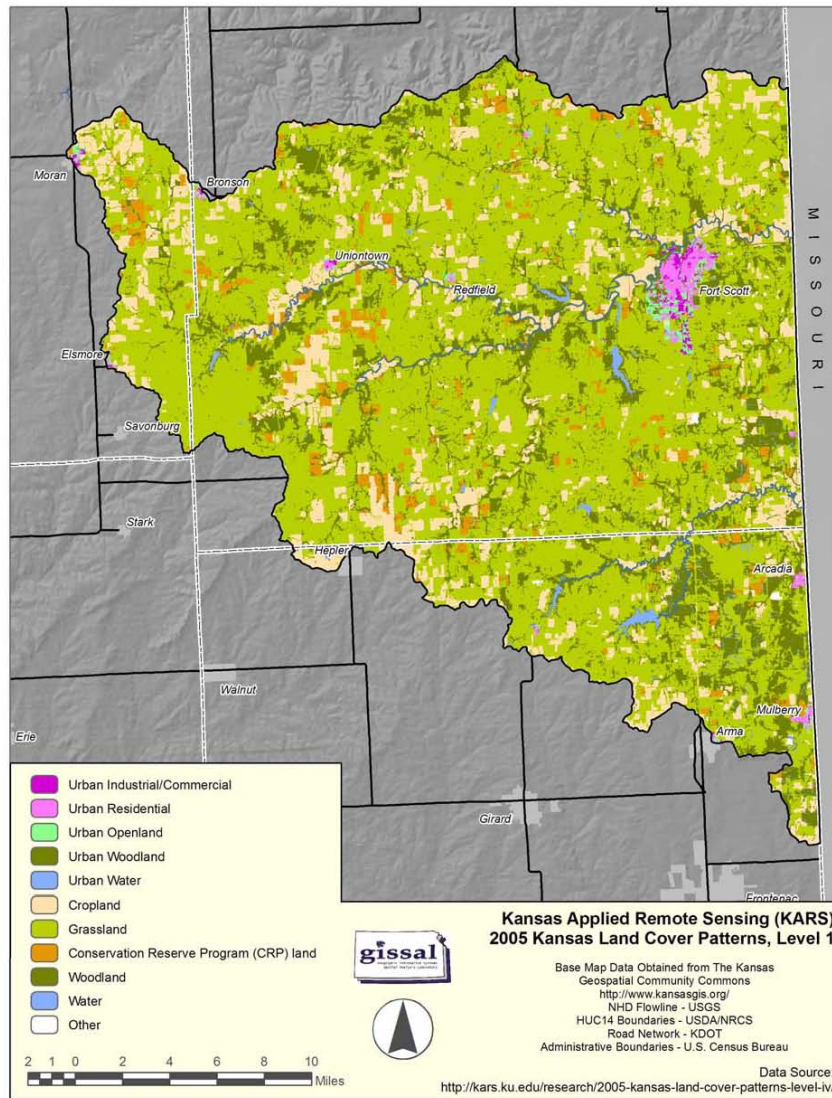 Moran
Bronson
Uniontown
Redfield
Fort Scott
MISSOURI
Elsmore
Savonburg
Stark
Hepler
Arcadia
Walnut
Mulberry
Erie
Arma
Girard
Frontenac
Urban Industrial/Commercial
Urban Residential
Urban Openland
Urban Woodland
Urban Water
Cropland
Grassland
Conservation Reserve Program (CRP) land
Woodland
Water
Other
2 1 0 2 4 6 8 10
Miles
gissal
Kansas Applied Remote Sensing (KARS)
2005 Kansas Land Cover Patterns, Level 1
Base Map Data Obtained from The Kansas
Geospatial Community Commons
http://www.kansasgis.org/
NHD Flowline - USGS
HUC14 Boundaries - USDA/NRCS
Road Network - KDOT
Administrative Boundaries - U.S. Census Bureau
Data Source:
http://kars.ku.edu/research/2005-kansas-land-cover-patterns-level-iv/